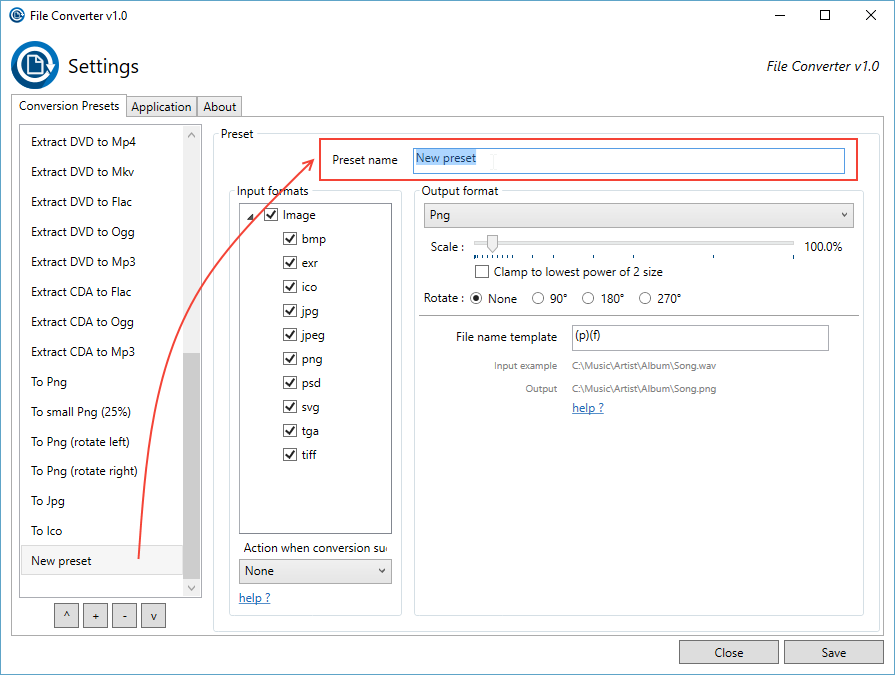 File Converter v1.0
Settings
File Converter v1.0
Conversion Presets
Application
About
Extract DVD to Mp4
Extract DVD to Mkv
Extract DVD to Flac
Extract DVD to Ogg
Extract DVD to Mp3
Extract CDA to Flac
Extract CDA to Ogg
Extract CDA to Mp3
To Png
To small Png (25%)
To Png (rotate left)
To Png (rotate right)
To Jpg
To Ico
New preset
^ + - v
Preset
Preset name New preset
Input formats
Image
bmp
exr
ico
jpg
jpeg
png
psd
svg
tga
tiff
Action when conversion suc
None
help ?
Output format
Png
Scale : 100.0%
Clamp to lowest power of 2 size
Rotate : None 90° 180° 270°
File name template (p)(f)
Input example C:\Music\Artist\Album\Song.wav
Output C:\Music\Artist\Album\Song.png
help ?
Close
Save